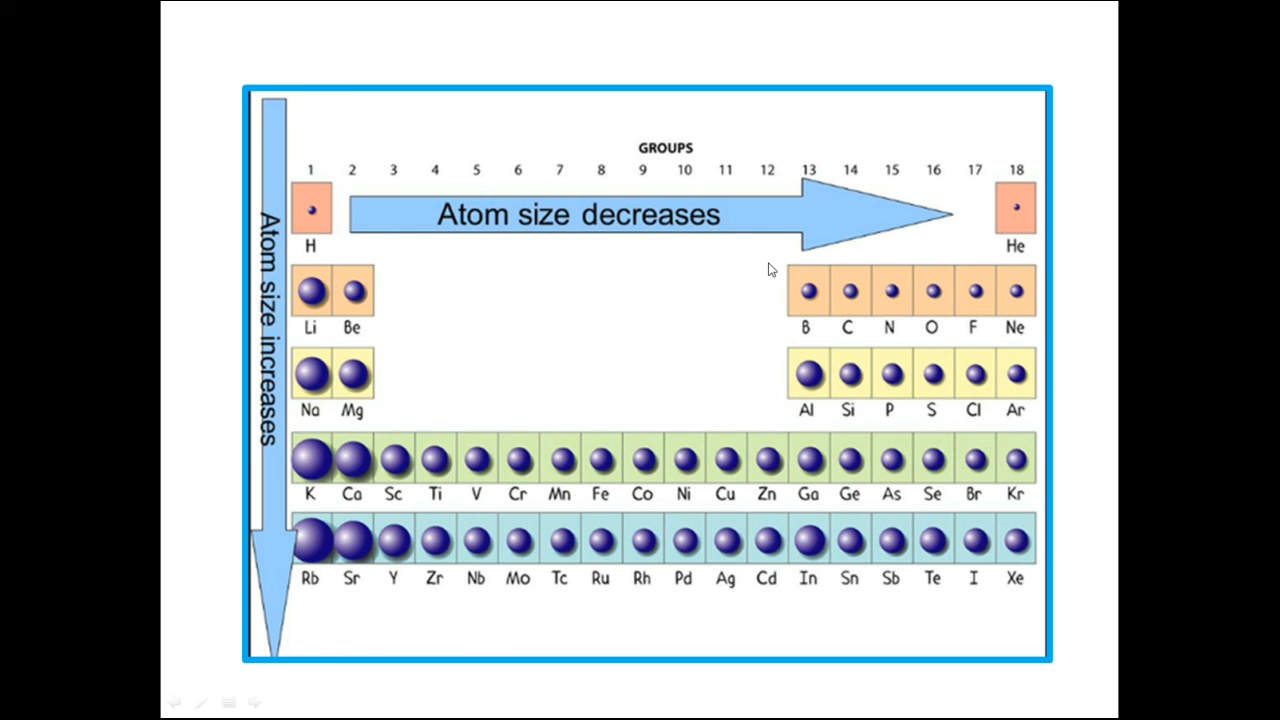 GROUPS
1 2 3 4 5 6 7 8 9 10 11 12 13 14 15 16 17 18
Atom size decreases
Atom size increases
H He
Li Be B C N O F Ne
Na Mg Al Si P S Cl Ar
K Ca Sc Ti V Cr Mn Fe Co Ni Cu Zn Ga Ge As Se Br Kr
Rb Sr Y Zr Nb Mo Tc Ru Rh Pd Ag Cd In Sn Sb Te I Xe